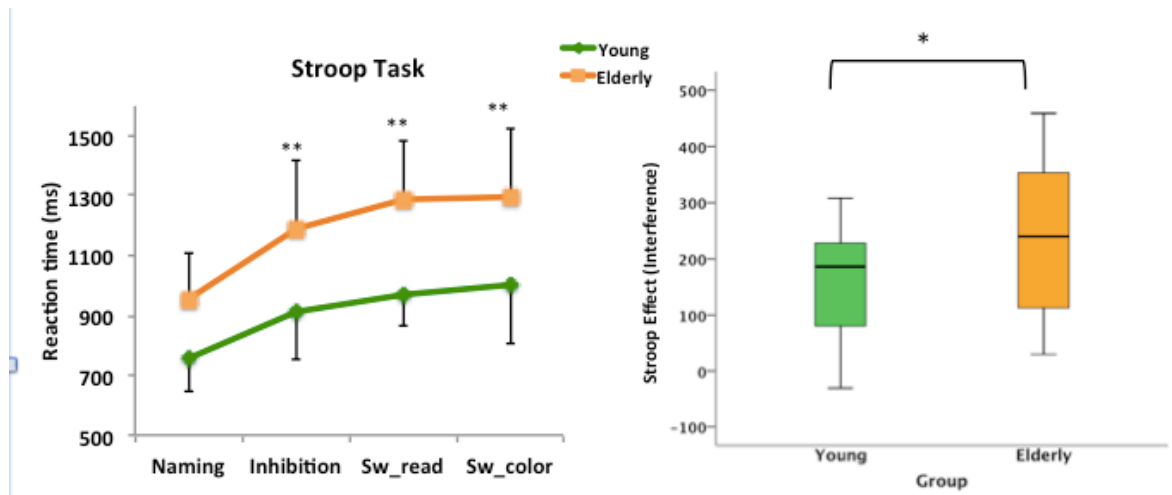 Stroop Task
Young
Elderly
**
**
**
Reaction time (ms)
1500
1300
1100
900
700
500
Naming
Inhibition
Sw_read
Sw_color
*
Stroop Effect (Interference)
500
400
300
200
100
0
-100
Young
Elderly
Group